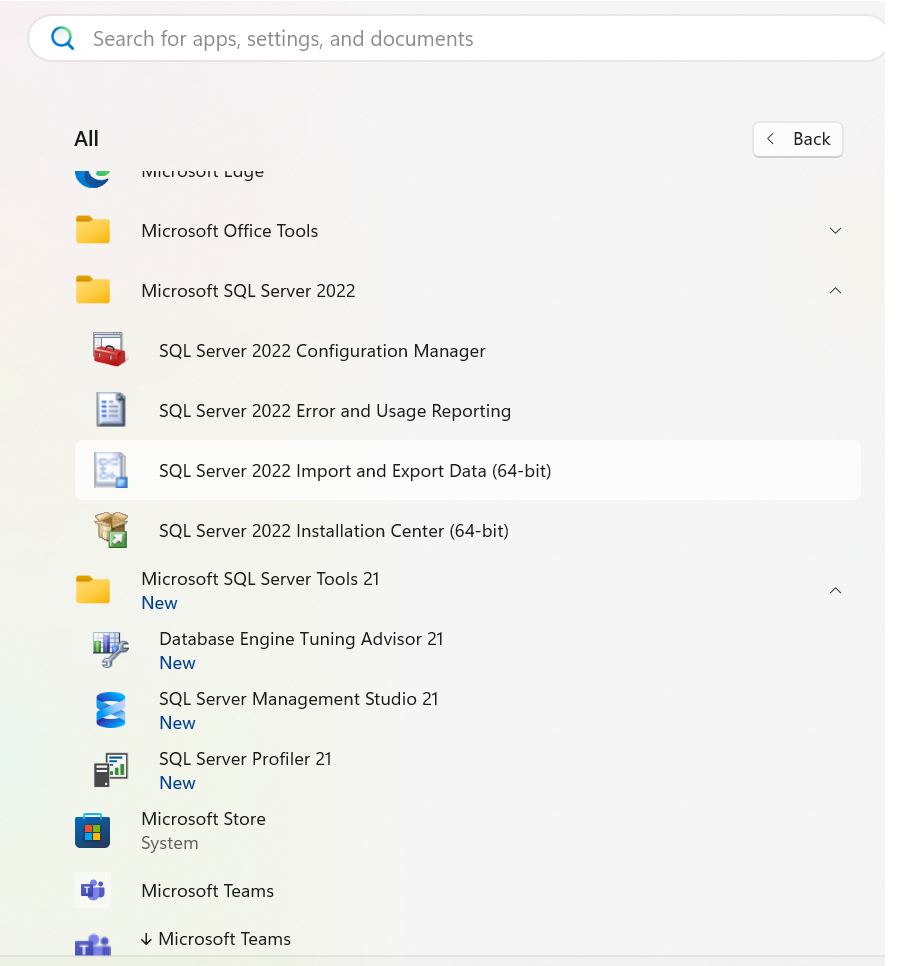 Search for apps, settings, and documents
All
Back
Microsoft Edge
Microsoft Office Tools
Microsoft SQL Server 2022
SQL Server 2022 Configuration Manager
SQL Server 2022 Error and Usage Reporting
SQL Server 2022 Import and Export Data (64-bit)
SQL Server 2022 Installation Center (64-bit)
Microsoft SQL Server Tools 21
New
Database Engine Tuning Advisor 21
New
SQL Server Management Studio 21
New
SQL Server Profiler 21
New
Microsoft Store
System
Microsoft Teams
↓ Microsoft Teams